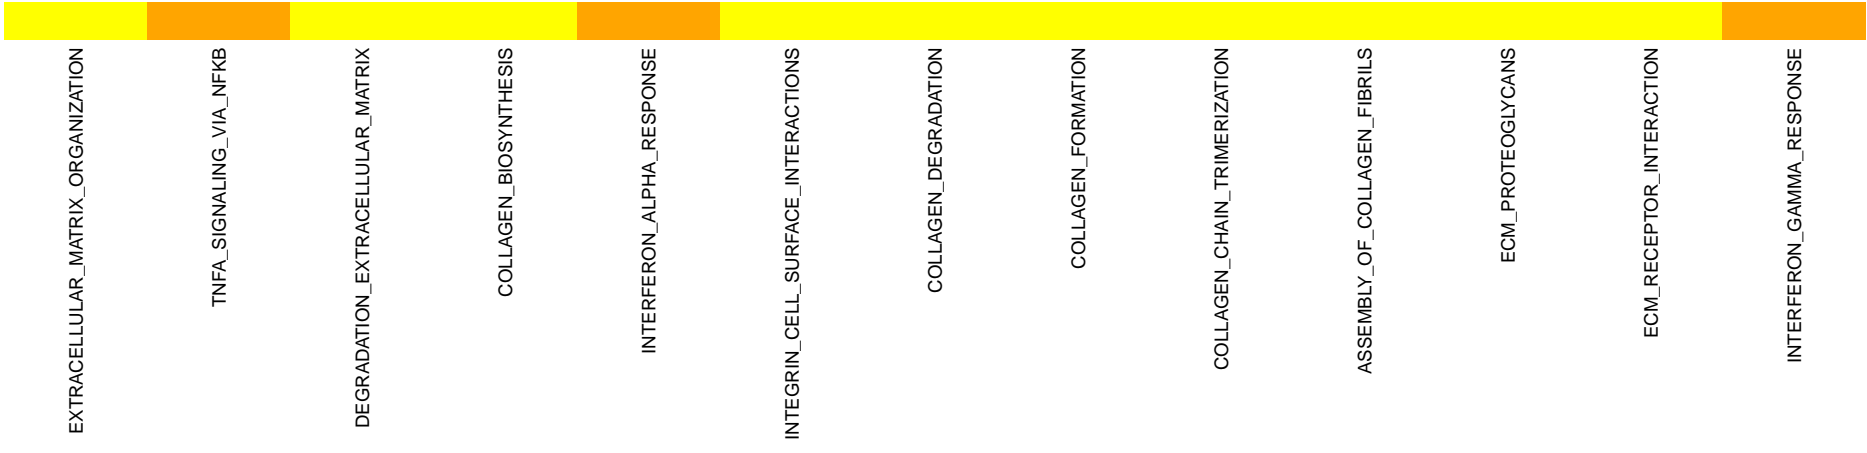 EXTRACELLULAR_MATRIX_ORGANIZATION
TNFA_SIGNALING_VIA_NFKB
DEGRADATION_EXTRACELLULAR_MATRIX
COLLAGEN_BIOSYNTHESIS
INTERFERON_ALPHA_RESPONSE
INTEGRIN_CELL_SURFACE_INTERACTIONS
COLLAGEN_DEGRADATION
COLLAGEN_FORMATION
COLLAGEN_CHAIN_TRIMERIZATION
ASSEMBLY_OF_COLLAGEN_FIBRILS
ECM_PROTEOGLYCANS
ECM_RECEPTOR_INTERACTION
INTERFERON_GAMMA_RESPONSE